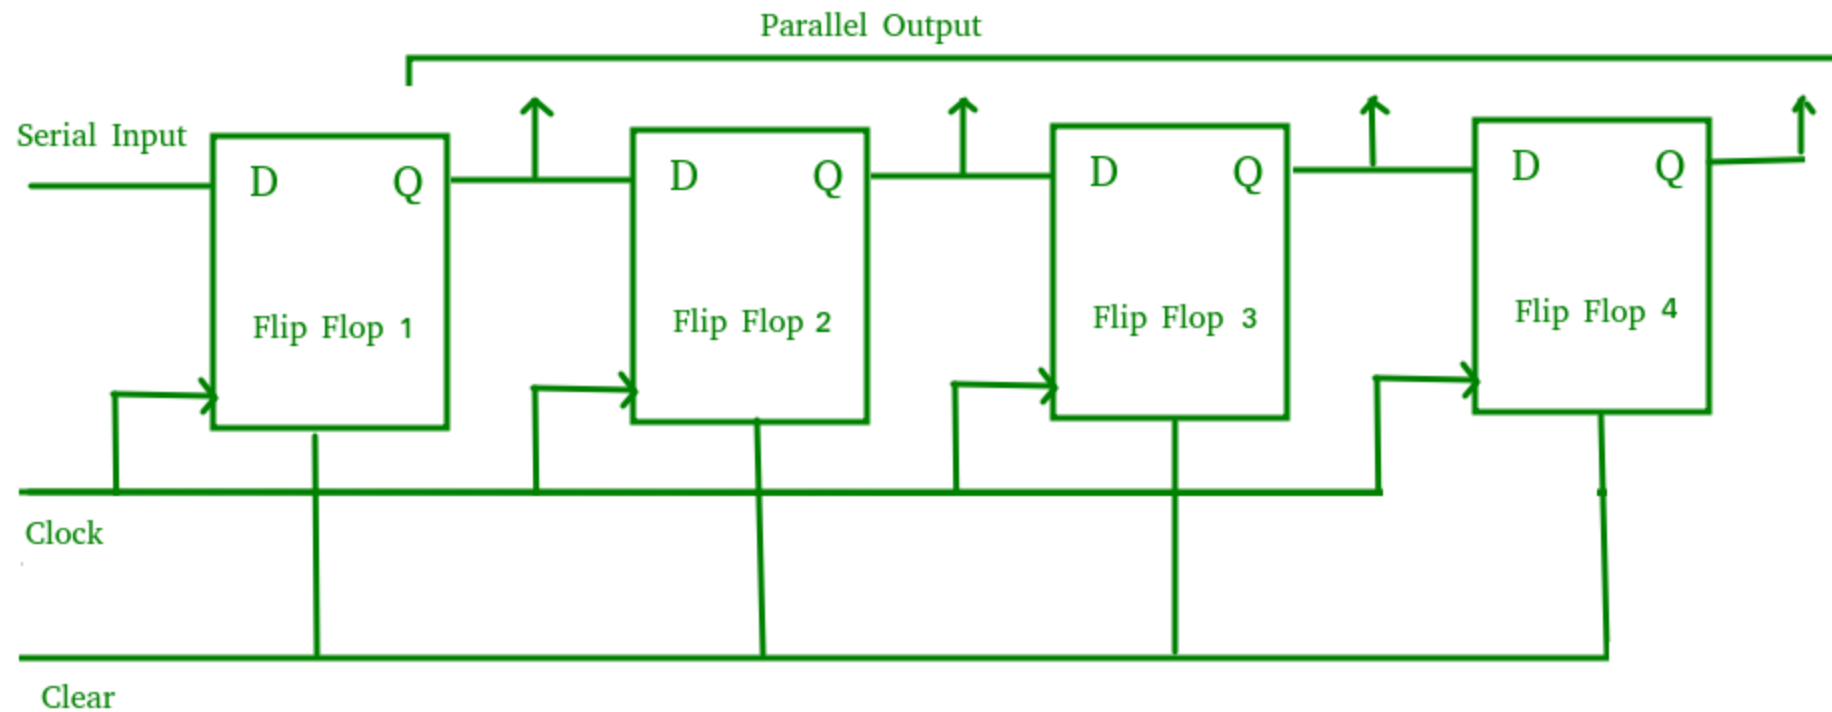 Parallel Output
Serial Input
D Q
D Q
D Q
D Q
Flip Flop 1
Flip Flop 2
Flip Flop 3
Flip Flop 4
Clock
Clear